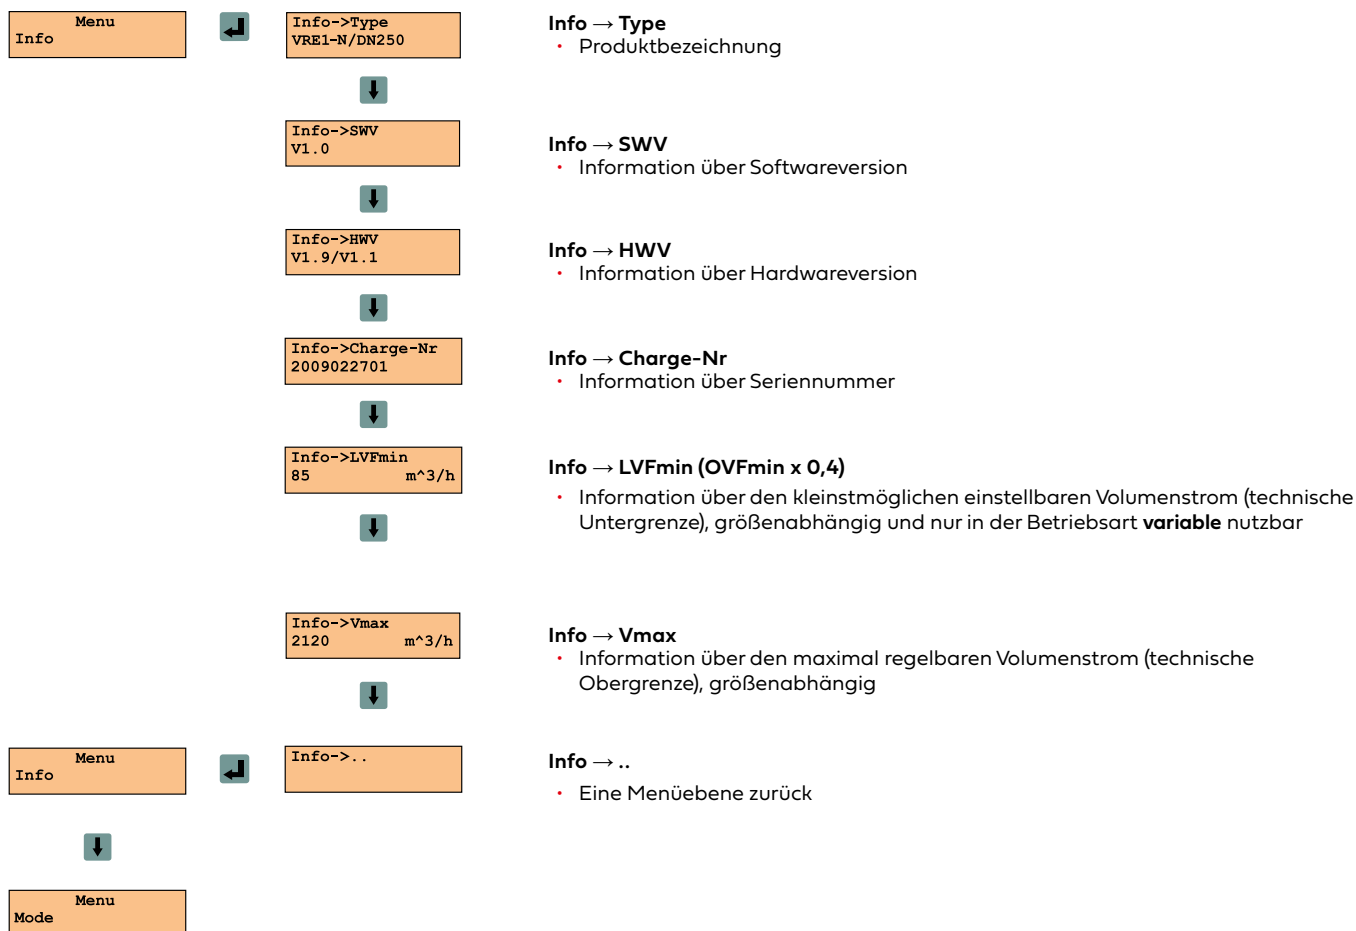 Menu
Info
Info->Type
VRE1-N/DN250
Info → Type
• Produktbezeichnung
Info->SWV
V1.0
Info → SWV
• Information über Softwareversion
Info->HWV
V1.9/V1.1
Info → HWV
• Information über Hardwareversion
Info->Charge-Nr
2009022701
Info → Charge-Nr
• Information über Seriennummer
Info->LVFmin
85 m^3/h
Info → LVFmin (OVFmin x 0,4)
• Information über den kleinstmöglichen einstellbaren Volumenstrom (technische
Untergrenze), größenabhängig und nur in der Betriebsart variable nutzbar
Info->Vmax
2120 m^3/h
Info → Vmax
• Information über den maximal regelbaren Volumenstrom (technische
Obergrenze), größenabhängig
Menu
Info
Info->..
Info → ..
• Eine Menüebene zurück
Menu
Mode